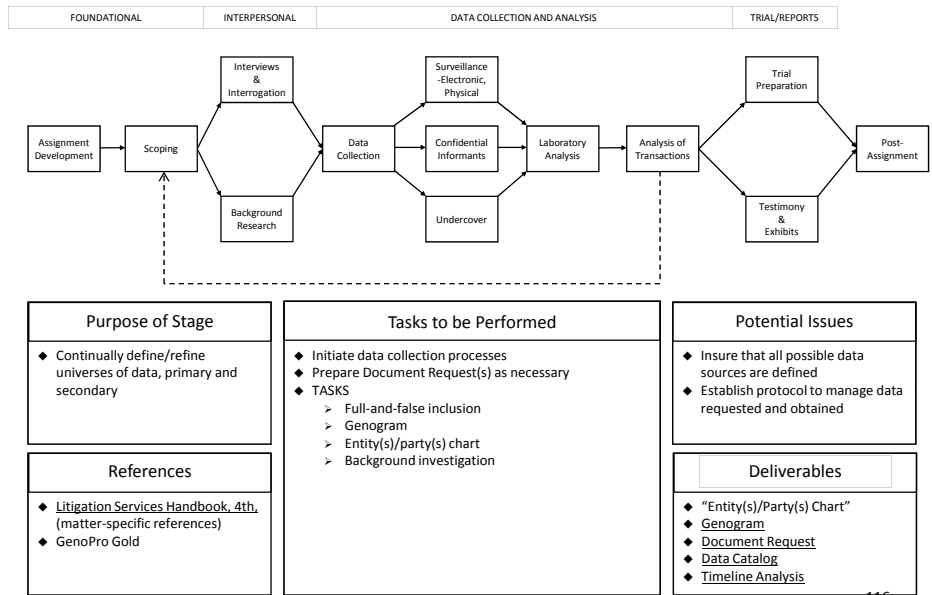 FOUNDATIONAL
INTERPERSONAL
DATA COLLECTION AND ANALYSIS
TRIAL/REPORTS
Interviews
&
Interrogation
Surveillance
-Electronic,
Physical
Trial
Preparation
Assignment
Development
Scoping
Data
Collection
Confidential
Informants
Laboratory
Analysis
Analysis of
Transactions
Post-
Assignment
Background
Research
Undercover
Testimony
&
Exhibits
Purpose of Stage
◆ Continually define/refine
universes of data, primary and
secondary
References
◆ Litigation Services Handbook, 4th,
(matter-specific references)
◆ GenoPro Gold
Tasks to be Performed
◆ Initiate data collection processes
◆ Prepare Document Request(s) as necessary
◆ TASKS
➢ Full-and-false inclusion
➢ Genogram
➢ Entity(s)/party(s) chart
➢ Background investigation
Potential Issues
◆ Insure that all possible data
sources are defined
◆ Establish protocol to manage data
requested and obtained
Deliverables
◆ “Entity(s)/Party(s) Chart”
◆ Genogram
◆ Document Request
◆ Data Catalog
◆ Timeline Analysis